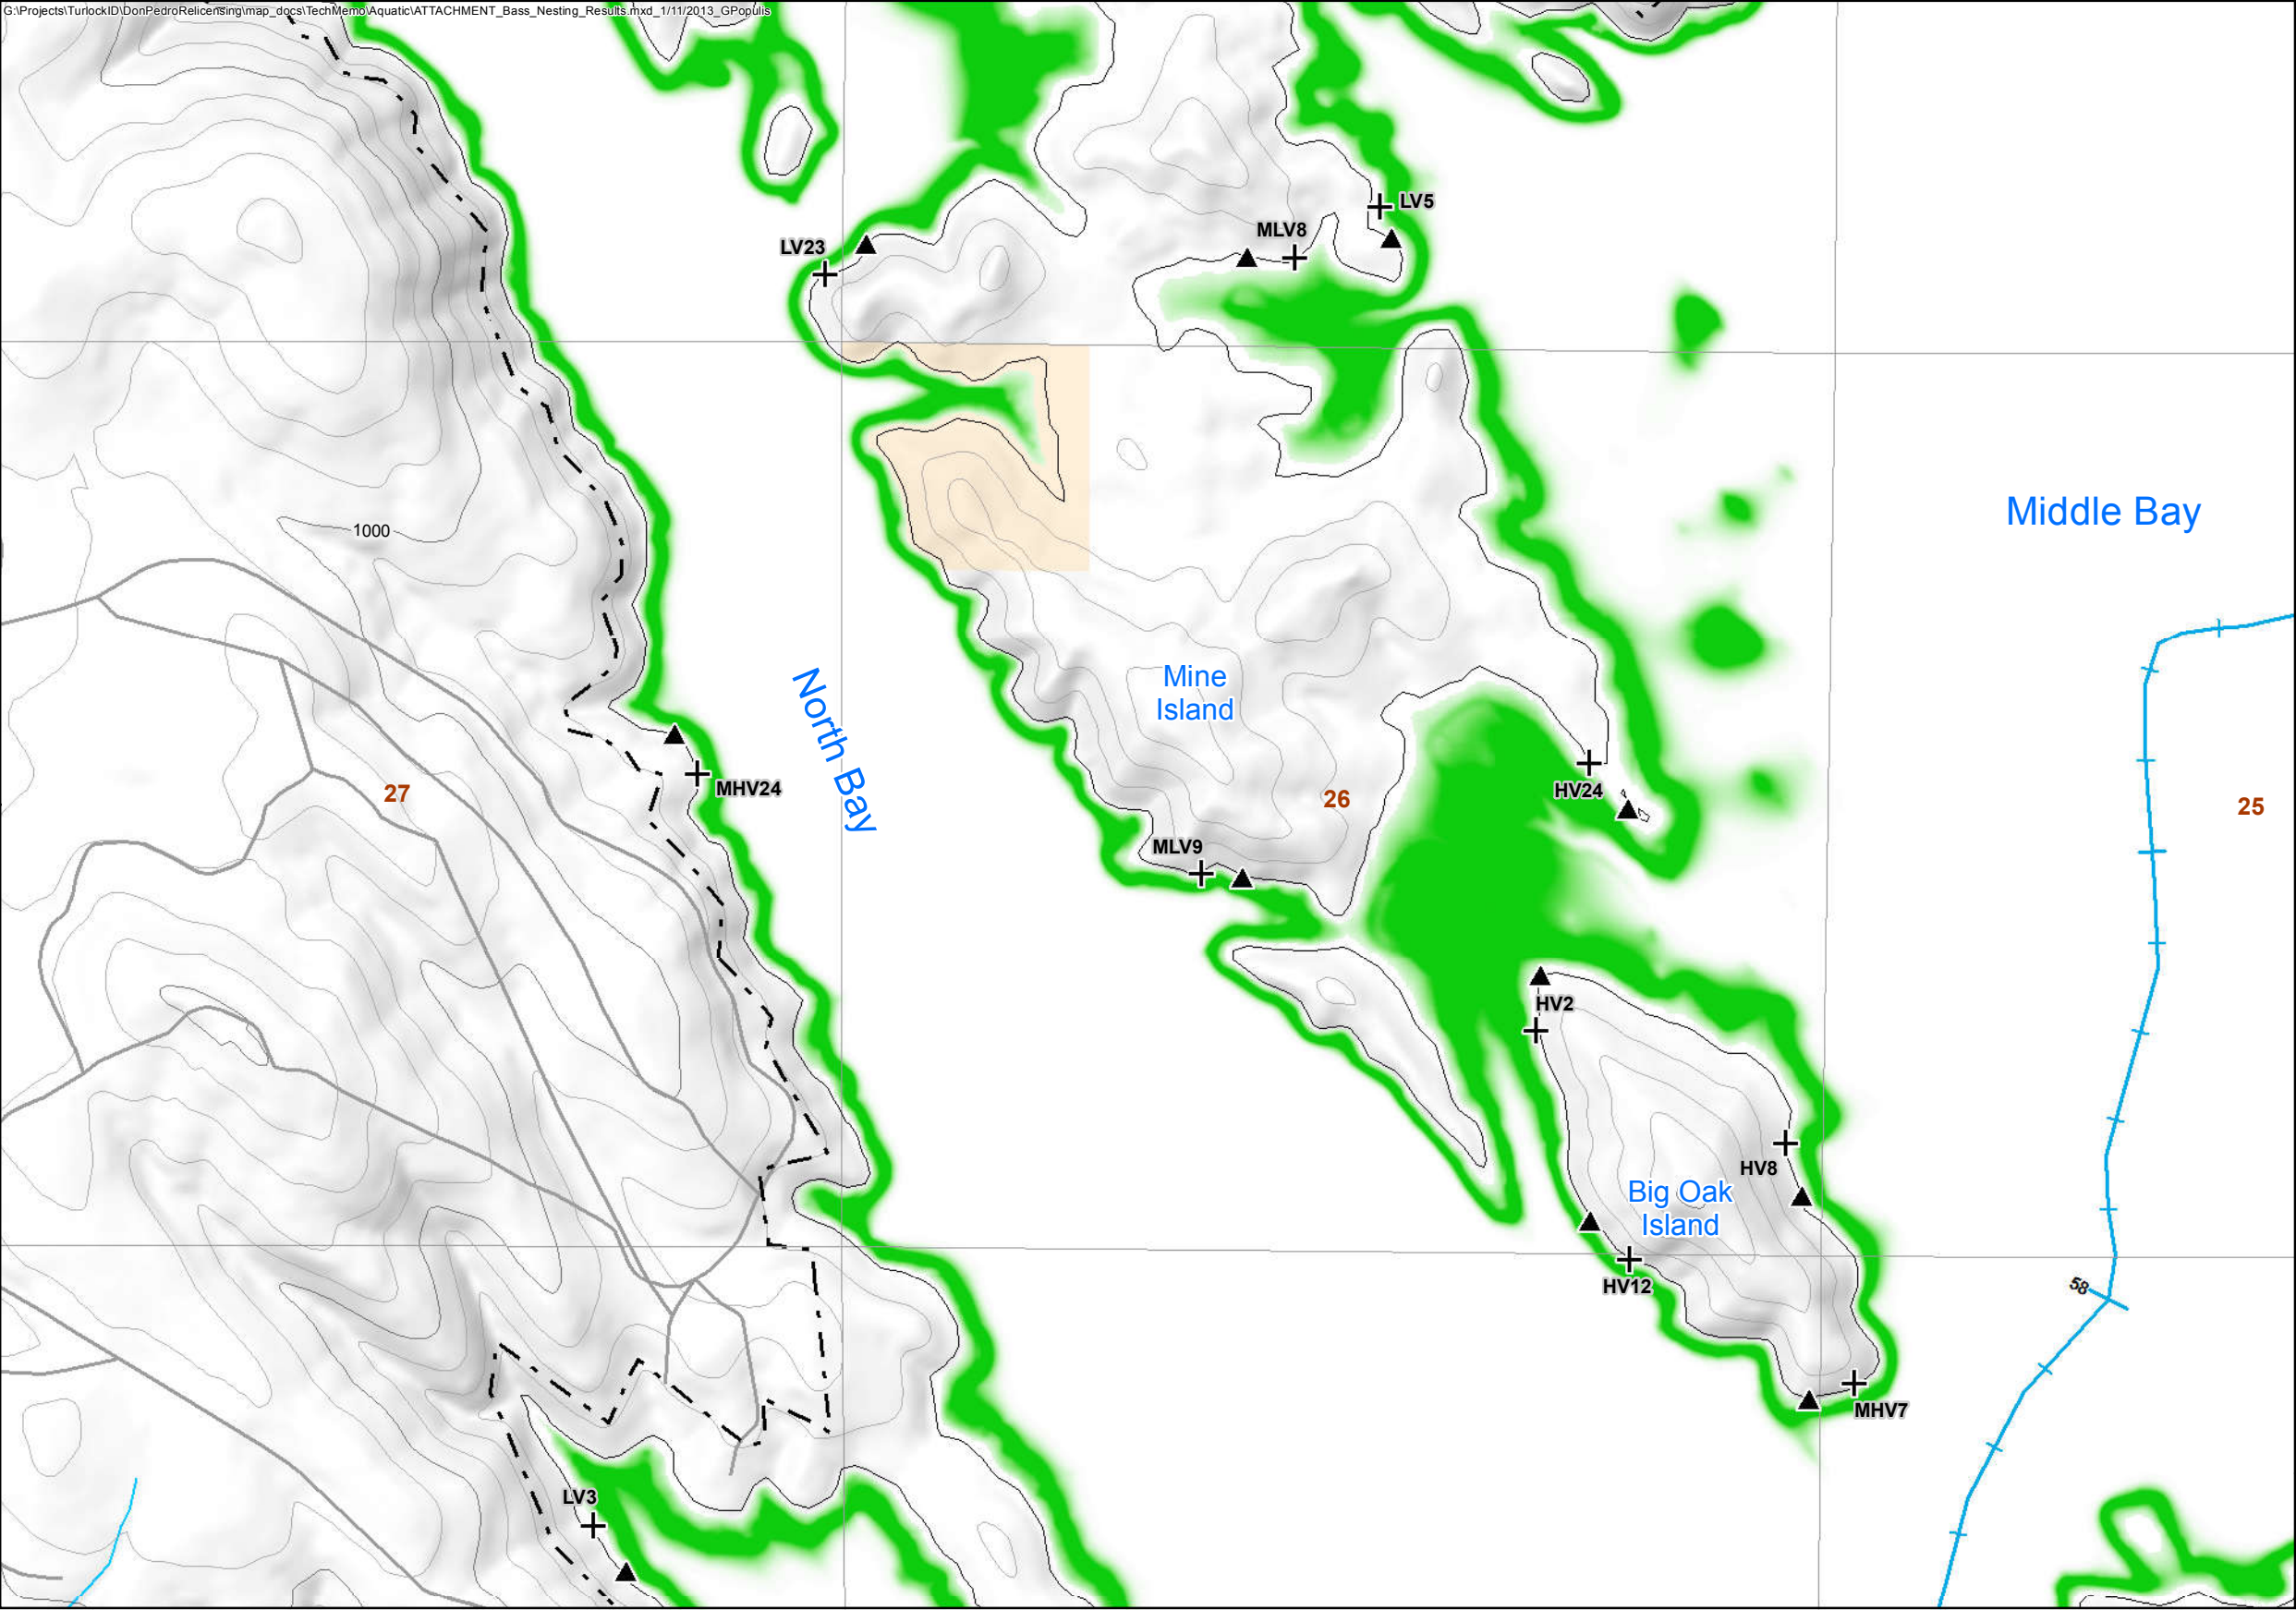 G:\Projects\TurlockID\DonPedroRelicensing\map_docs\TechMemo\Aquatic\ATTACHMENT_Bass_Nesting_Results.mxd_1/11/2013_GPopulis
LV5
MLV8
LV23
Middle Bay
1000
Mine
Island
North Bay
MHV24
27
26
HV24
25
MLV9
HV2
HV8
Big Oak
Island
HV12
58
MHV7
LV3